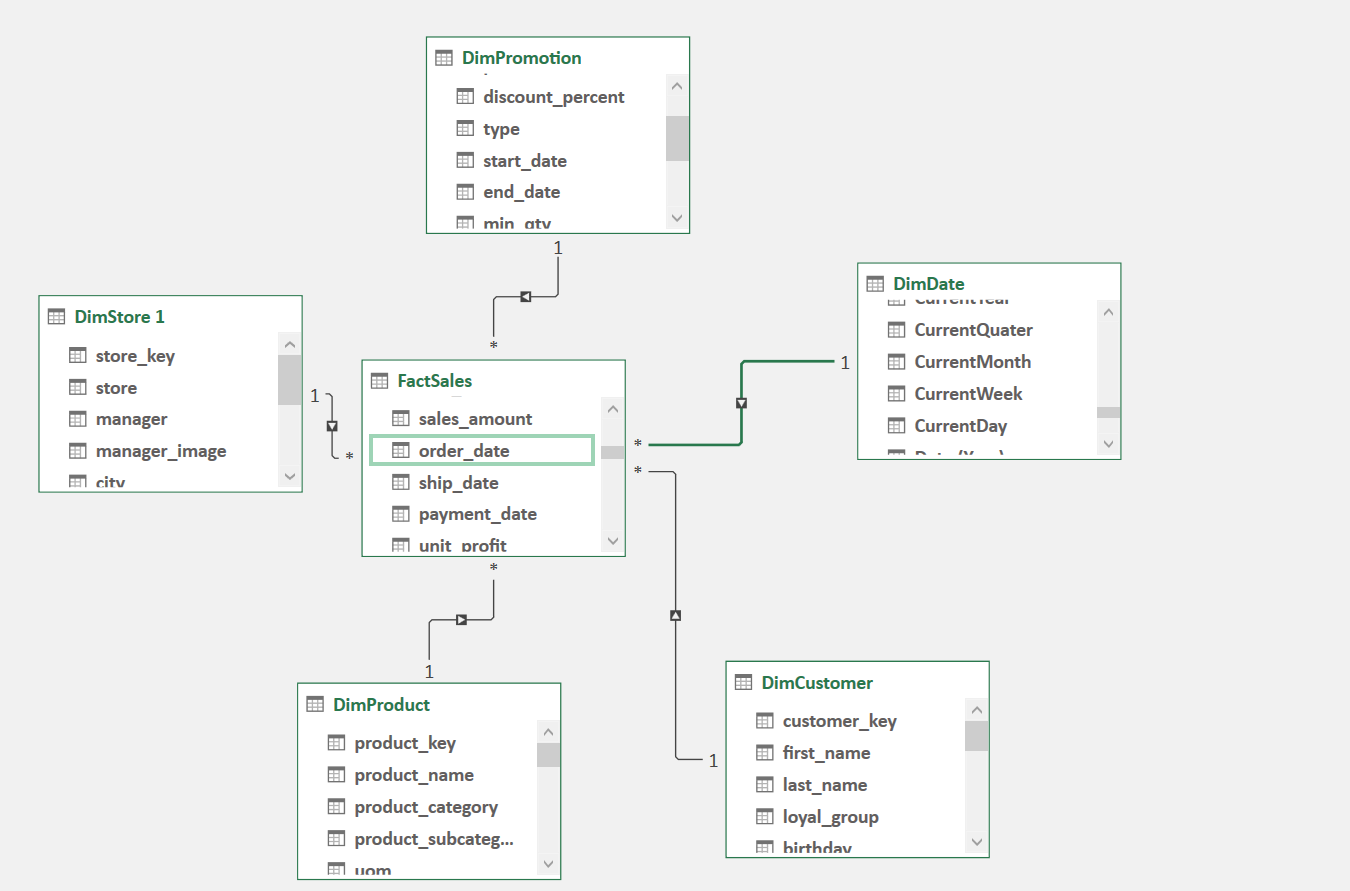 DimPromotion
discount_percent
type
start_date
end_date
min_qty
1
*
DimStore 1
store_key
store
manager
manager_image
city
1
*
FactSales
sales_amount
order_date
ship_date
payment_date
unit_profit
*
*
*
DimDate
CurrentYear
CurrentQuater
CurrentMonth
CurrentWeek
CurrentDay
1
1
DimProduct
product_key
product_name
product_category
product_subcateg...
uom
1
DimCustomer
customer_key
first_name
last_name
loyal_group
birthday